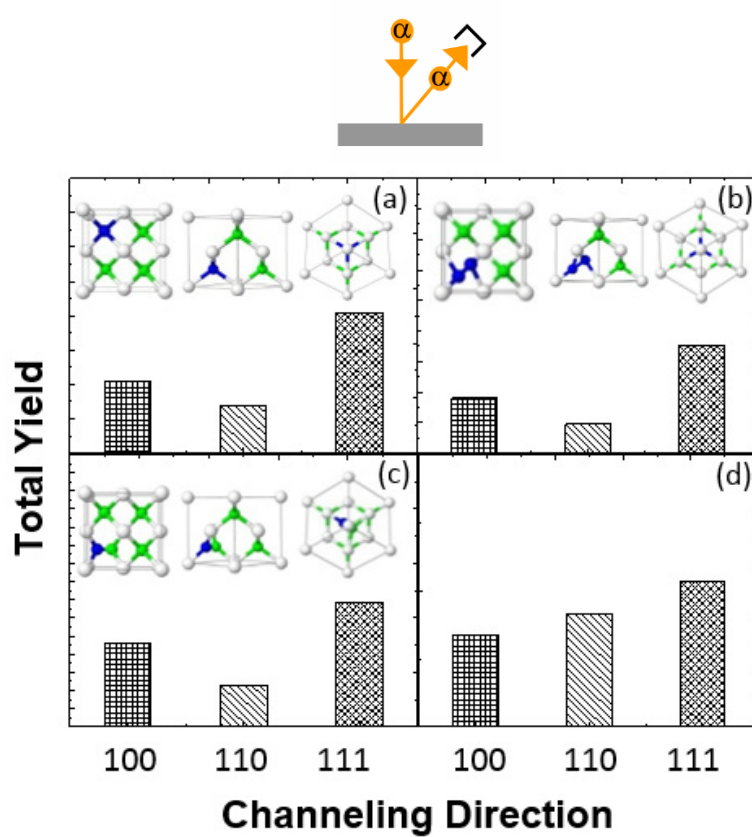 α
α
(a)
(b)
(c)
(d)
Total Yield
100 110 111 100 110 111
Channeling Direction